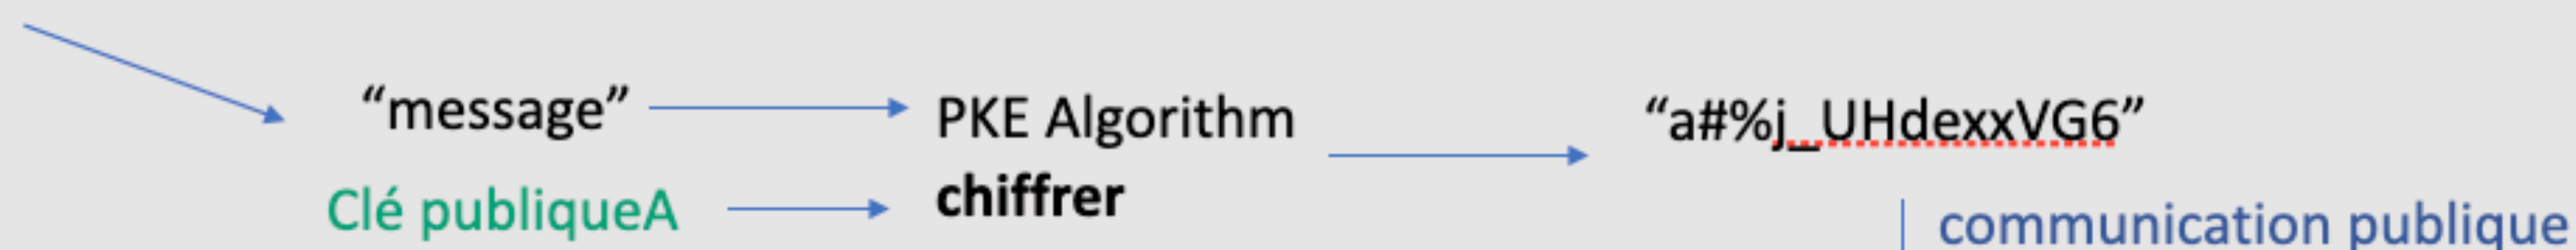 “message”
PKE Algorithm
“a#%j_UHdexxVG6”
Clé publiqueA
chiffrer
communication publique